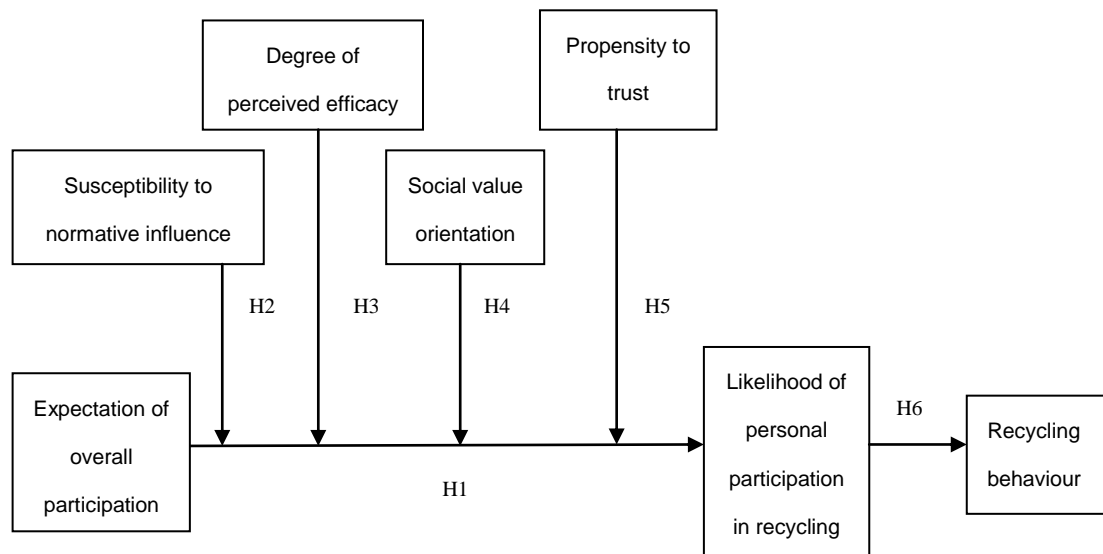 Degree of
perceived efficacy
Propensity to
trust
Susceptibility to
normative influence
Social value
orientation
H2
H3
H4
H5
Expectation of
overall
participation
H1
Likelihood of
personal
participation
in recycling
H6
Recycling
behaviour